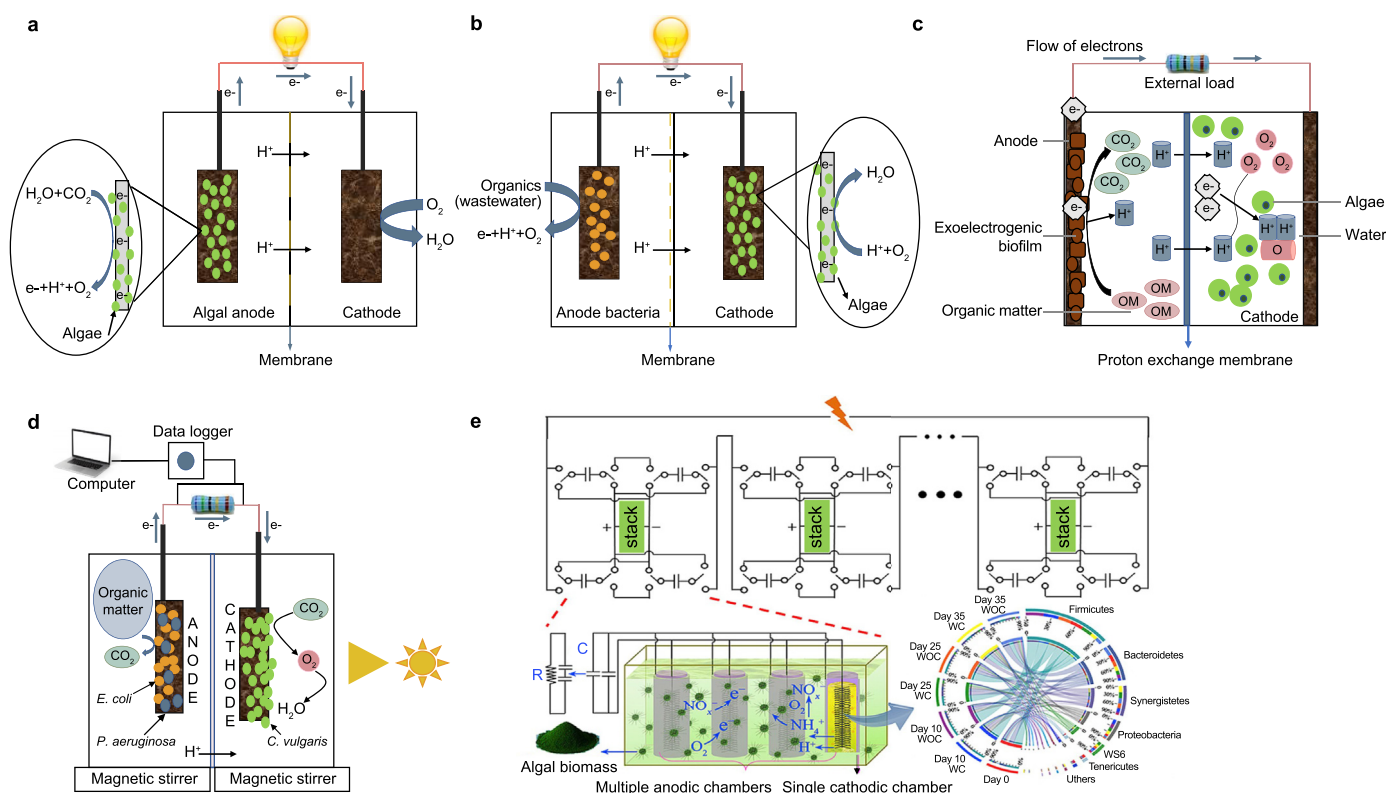 a
e-
e-
e-
H+
H+
H2O+CO2
e-
e-
e-
e-+H++O2
Algae
O2
H2O
Algal anode
Cathode
Membrane
b
e-
e-
e-
H+
H+
Organics
(wastewater)
e-+H++O2
e-
e-
e-
H2O
H++O2
Algae
Anode bacteria
Cathode
Membrane
c
Flow of electrons
External load
e-
Anode
CO2
CO2
CO2
H+
H+
O2
O2
O2
e-
e-
e-
H+
Exoelectrogenic
biofilm
H+
H+
H+
H+
O
Algae
Water
OM
OM
OM
Organic matter
Cathode
Proton exchange membrane
d
Data logger
Computer
e-
e-
e-
Organic
matter
CO2
ANODE
CATHODE
CO2
O2
H2O
E. coli
P. aeruginosa
C. vulgaris
H+
Magnetic stirrer
Magnetic stirrer
e
+
stack
−
+
stack
−
+
stack
−
R
C
NOx
e-
O2
e-
NOx
O2
NH4+
H+
Algal biomass
Multiple anodic chambers
Single cathodic chamber
Day 35
WOC
Day 35
WC
Day 25
WOC
Day 25
WC
Day 10
WOC
Day 10
WC
Day 0
Firmicutes
Bacteroidetes
Synergistetes
Proteobacteria
WS6
Tenericutes
Uthers